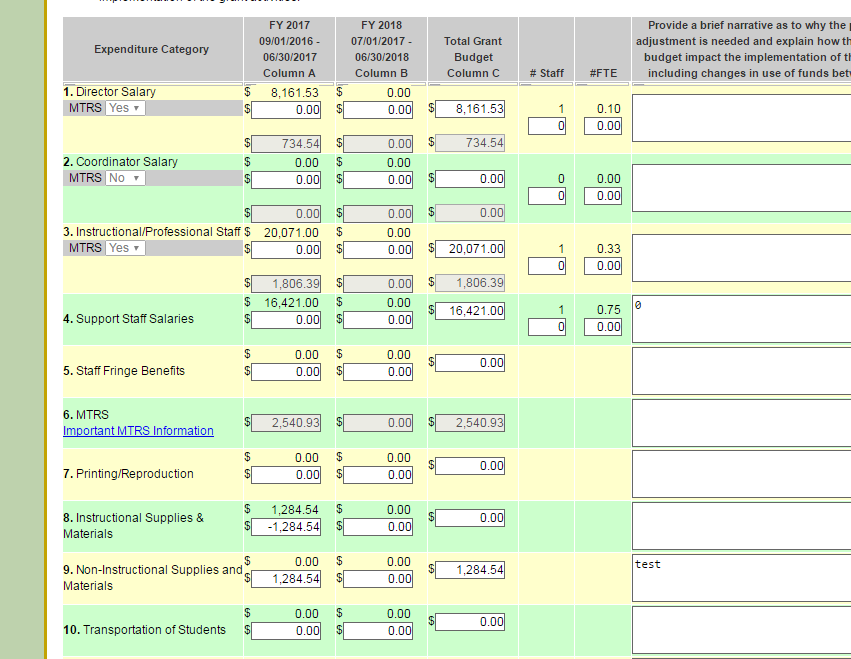 Expenditure Category
FY 2017
09/01/2016 -
06/30/2017
Column A
FY 2018
07/01/2017 -
06/30/2018
Column B
Total Grant
Budget
Column C
# Staff
#FTE
Provide a brief narrative as to why the
adjustment is needed and explain how
budget impact the implementation of
including changes in use of funds
1. Director Salary $ 8,161.53 $ 0.00
MTRS Yes $ 0.00 $ 0.00 $ 8,161.53 1 0.10
0 0.00
$ 734.54 $ 0.00 $ 734.54
2. Coordinator Salary $ 0.00 $ 0.00
MTRS No $ 0.00 $ 0.00 $ 0.00 0 0.00
0 0.00
$ 0.00 $ 0.00 $ 0.00
3. Instructional/Professional Staff $ 20,071.00 $ 0.00
MTRS Yes $ 0.00 $ 0.00 $ 20,071.00 1 0.33
0 0.00
$ 1,806.39 $ 0.00 $ 1,806.39
$ 16,421.00 $ 0.00 $ 16,421.00 1 0.75 0
4. Support Staff Salaries $ 0.00 $ 0.00 0 0.00
$ 0.00 $ 0.00 $ 0.00
5. Staff Fringe Benefits $ 0.00 $ 0.00
6. MTRS $ 2,540.93 $ 0.00 $ 2,540.93
Important MTRS Information
$ 0.00 $ 0.00 $ 0.00
7. Printing/Reproduction $ 0.00 $ 0.00
$ 1,284.54 $ 0.00 $ 0.00
8. Instructional Supplies & $ -1,284.54 $ 0.00
Materials
$ 0.00 $ 0.00 $ 1,284.54 test
9. Non-Instructional Supplies and $ 1,284.54 $ 0.00
Materials
$ 0.00 $ 0.00 $ 0.00
10. Transportation of Students $ 0.00 $ 0.00